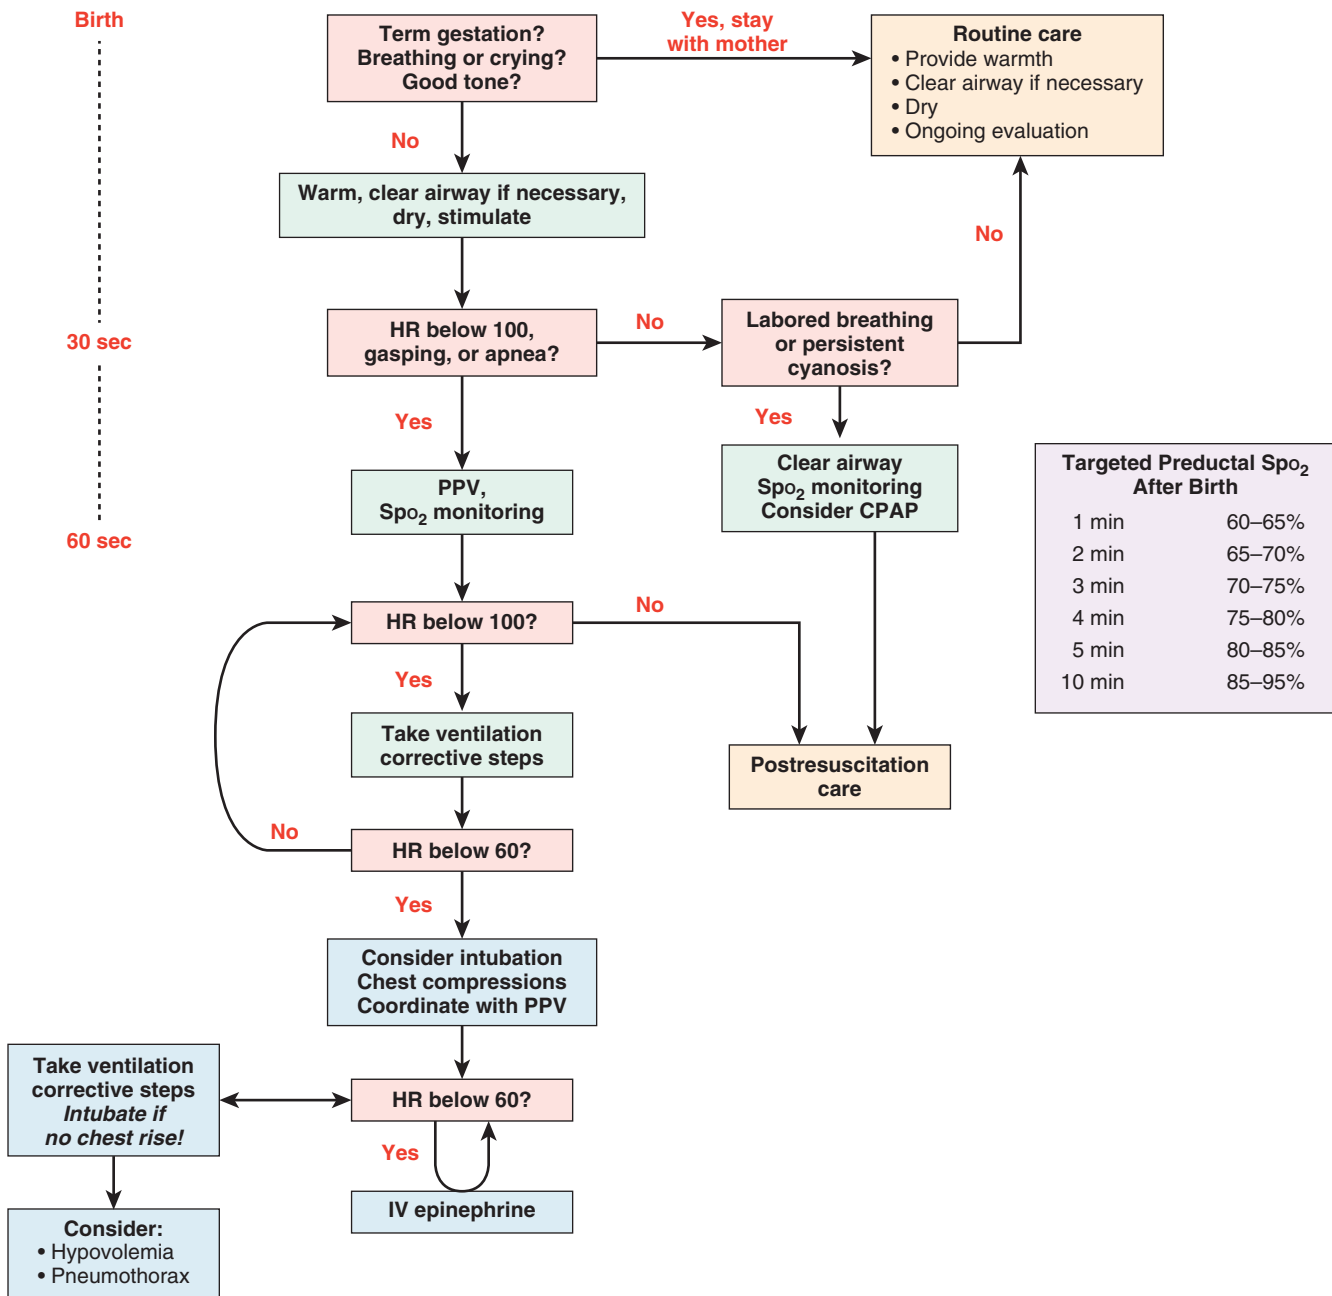 Birth
Term gestation?
Breathing or crying?
Good tone?
Yes, stay
with mother
Routine care
• Provide warmth
• Clear airway if necessary
• Dry
• Ongoing evaluation
No
Warm, clear airway if necessary,
dry, stimulate
No
30 sec
HR below 100,
gasping, or apnea?
No
Labored breathing
or persistent
cyanosis?
Yes
Yes
PPV,
SpO2 monitoring
Clear airway
SpO2 monitoring
Consider CPAP
Targeted Preductal SpO2
After Birth
1 min 60–65%
2 min 65–70%
3 min 70–75%
4 min 75–80%
5 min 80–85%
10 min 85–95%
60 sec
HR below 100?
No
Yes
Take ventilation
corrective steps
Postresuscitation
care
No
HR below 60?
Yes
Consider intubation
Chest compressions
Coordinate with PPV
Take ventilation
corrective steps
Intubate if
no chest rise!
HR below 60?
Yes
IV epinephrine
Consider:
• Hypovolemia
• Pneumothorax